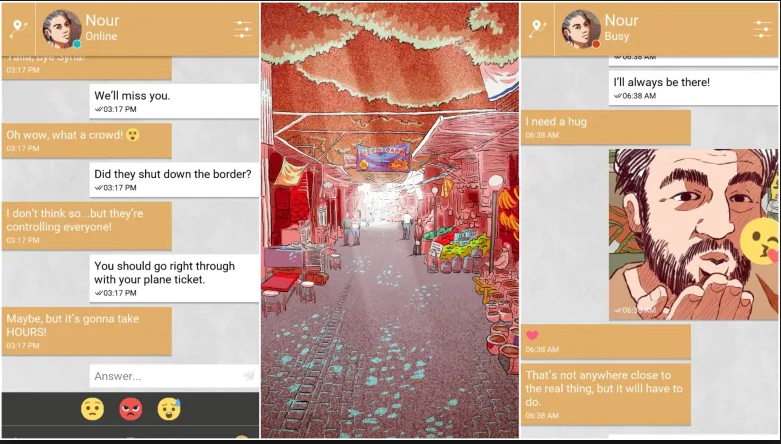 Nour
Online
Yalla, bye Syria!
03:17 PM
We'll miss you.
03:17 PM
Oh wow, what a crowd!
03:17 PM
Did they shut down the border?
03:17 PM
I don't think so...but they're
controlling everyone!
03:17 PM
You should go right through
with your plane ticket.
03:17 PM
Maybe, but it's gonna take
HOURS!
03:17 PM
Answer...
Nour
Busy
06:38 AM
I'll always be there!
06:38 AM
I need a hug
06:38 AM
06:38 AM
06:38 AM
That's not anywhere close to
the real thing, but it will have to
do.
06:38 AM